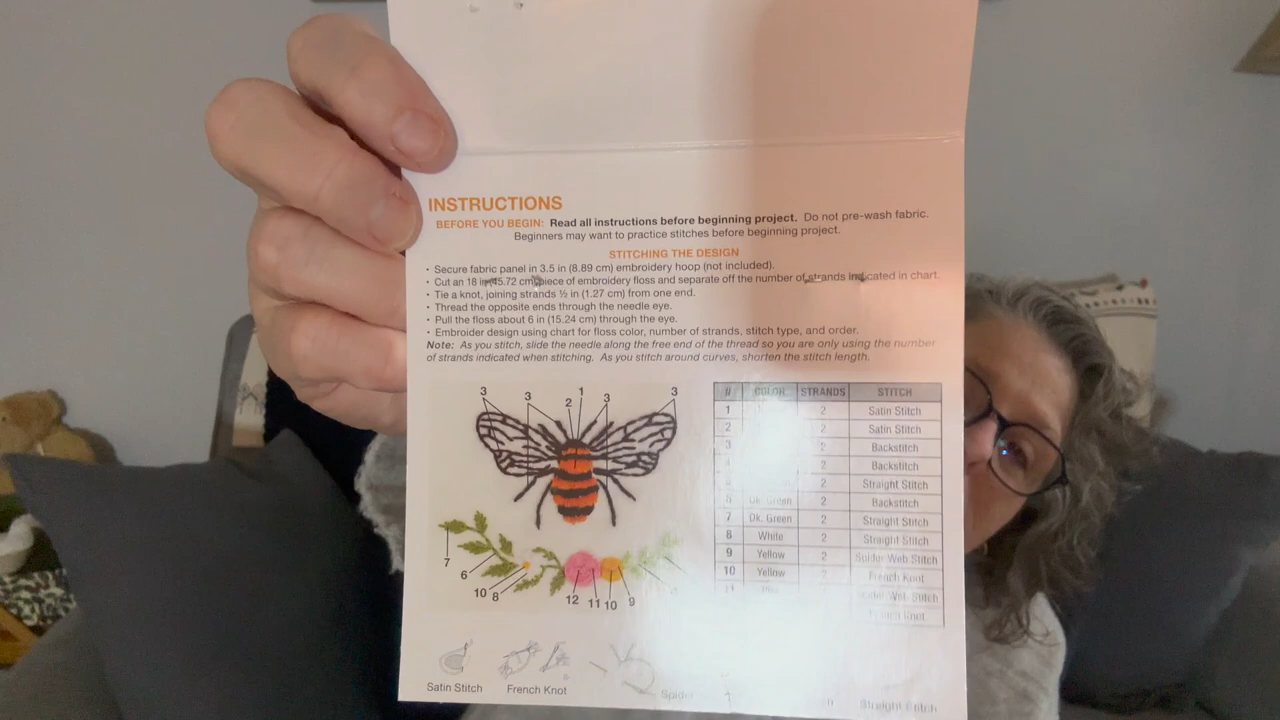 INSTRUCTIONS
BEFORE YOU BEGIN: Read all instructions before beginning project. Do not pre-wash fabric.
Beginners may want to practice stitches before beginning project.
STITCHING THE DESIGN
• Secure fabric panel in 3.5 in (8.89 cm) embroidery hoop (not included).
• Cut an 18 in (45.72 cm) piece of embroidery floss and separate off the number of strands indicated in chart.
• Tie a knot, joining strands ½ in (1.27 cm) from one end.
• Thread the opposite ends through the needle eye.
• Pull the floss about 6 in (15.24 cm) through the eye.
• Embroider design using chart for floss color, number of strands, stitch type, and order.
Note: As you stitch, slide the needle along the free end of the thread so you are only using the number
of strands indicated when stitching. As you stitch around curves, shorten the stitch length.
3 3 2 1 3 3
7 6 10 8 12 11 10 9
# COLOR STRANDS STITCH
1 2 Satin Stitch
2 2 Satin Stitch
3 2 Backstitch
2 Backstitch
2 Straight Stitch
6 Dk. Green 2 Backstitch
7 Dk. Green 2 Straight Stitch
8 White 2 Straight Stitch
9 Yellow 2 Spider Web Stitch
10 Yellow 2 French Knot
11 Spider Web Stitch
French Knot
Satin Stitch French Knot Spider Straight Stitch